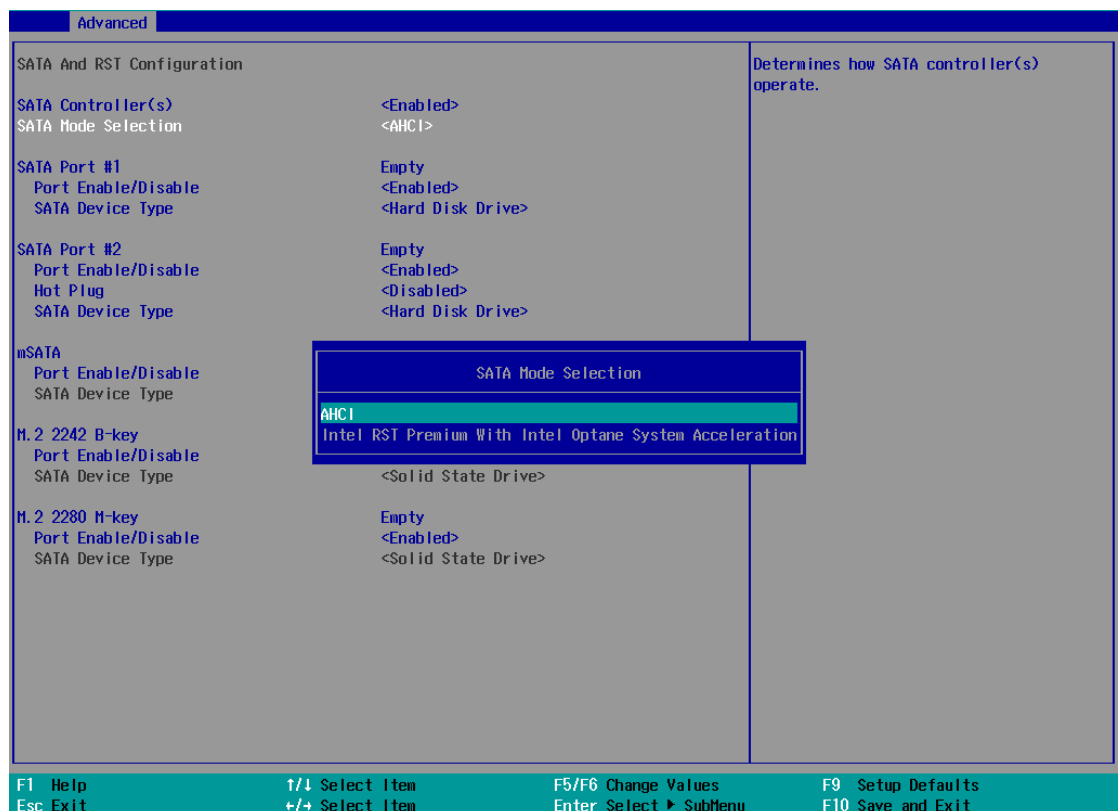 Advanced
SATA And RST Configuration
SATA Controller(s) <Enabled>
SATA Mode Selection <AHCI>
SATA Port #1 Empty
Port Enable/Disable <Enabled>
SATA Device Type <Hard Disk Drive>
SATA Port #2 Empty
Port Enable/Disable <Enabled>
Hot Plug <Disabled>
SATA Device Type <Hard Disk Drive>
mSATA
Port Enable/Disable
SATA Device Type
M.2 2242 B-key
Port Enable/Disable
SATA Device Type <Solid State Drive>
M.2 2280 M-key Empty
Port Enable/Disable <Enabled>
SATA Device Type <Solid State Drive>
SATA Mode Selection
AHCI
Intel RST Premium With Intel Optane System Acceleration
Determines how SATA controller(s)
operate.
F1 Help ↑/↓ Select Item F5/F6 Change Values F9 Setup Defaults
Esc Exit ←/→ Select Item Enter Select ▶ SubMenu F10 Save and Exit